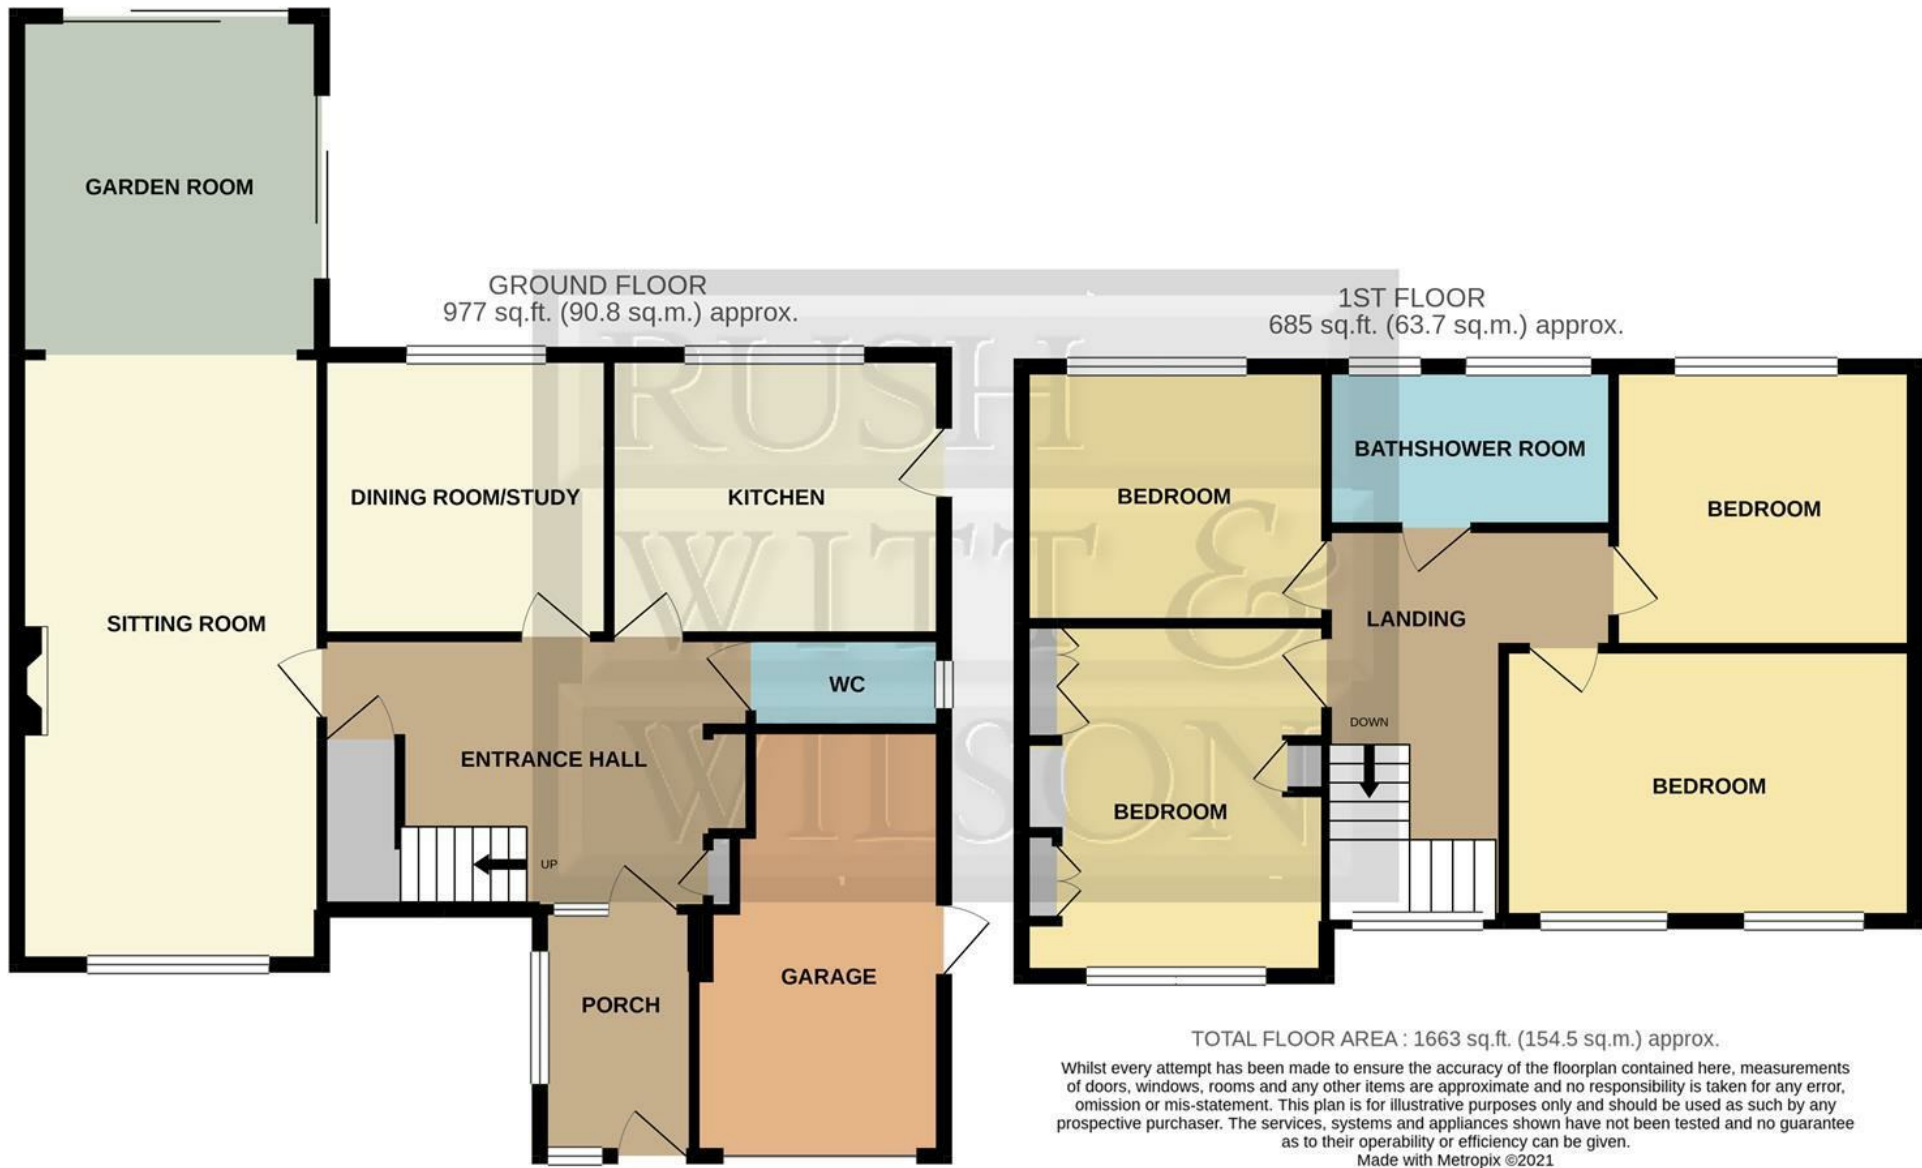 GARDEN ROOM
GROUND FLOOR
977 sq.ft. (90.8 sq.m.) approx.
SITTING ROOM
DINING ROOM/STUDY
KITCHEN
WC
ENTRANCE HALL
UP
PORCH
GARAGE
RUSH
WITT &
WILSON
1ST FLOOR
685 sq.ft. (63.7 sq.m.) approx.
BEDROOM
BATHSHOWER ROOM
BEDROOM
LANDING
DOWN
BEDROOM
BEDROOM
TOTAL FLOOR AREA : 1663 sq.ft. (154.5 sq.m.) approx.
Whilst every attempt has been made to ensure the accuracy of the floorplan contained here, measurements
of doors, windows, rooms and any other items are approximate and no responsibility is taken for any error,
omission or mis-statement. This plan is for illustrative purposes only and should be used as such by any
prospective purchaser. The services, systems and appliances shown have not been tested and no guarantee
as to their operability or efficiency can be given.
Made with Metropix ©2021